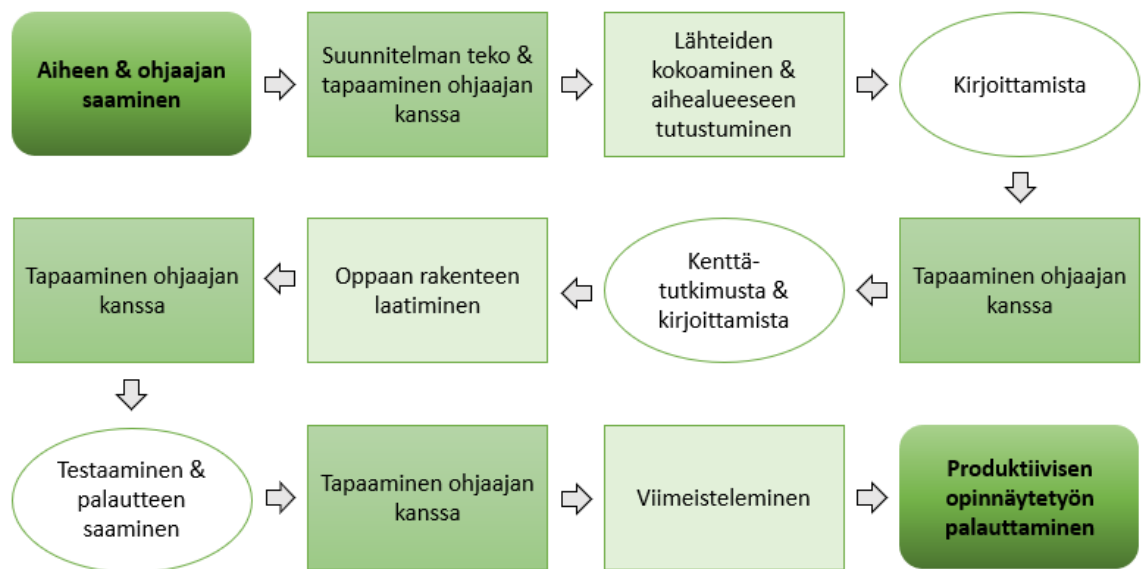 Aiheen & ohjaajan
saaminen
Suunnitelman teko &
tapaaminen ohjaajan
kanssa
Lähteiden
kokoaminen &
aihealueeseen
tutustuminen
Kirjoittamista
Tapaaminen ohjaajan
kanssa
Kenttä-
tutkimusta &
kirjoittamista
Oppaan rakenteen
laatiminen
Tapaaminen ohjaajan
kanssa
Testaaminen &
palautteen
saaminen
Tapaaminen ohjaajan
kanssa
Viimeisteleminen
Produktiivisen
opinnäytetyön
palauttaminen